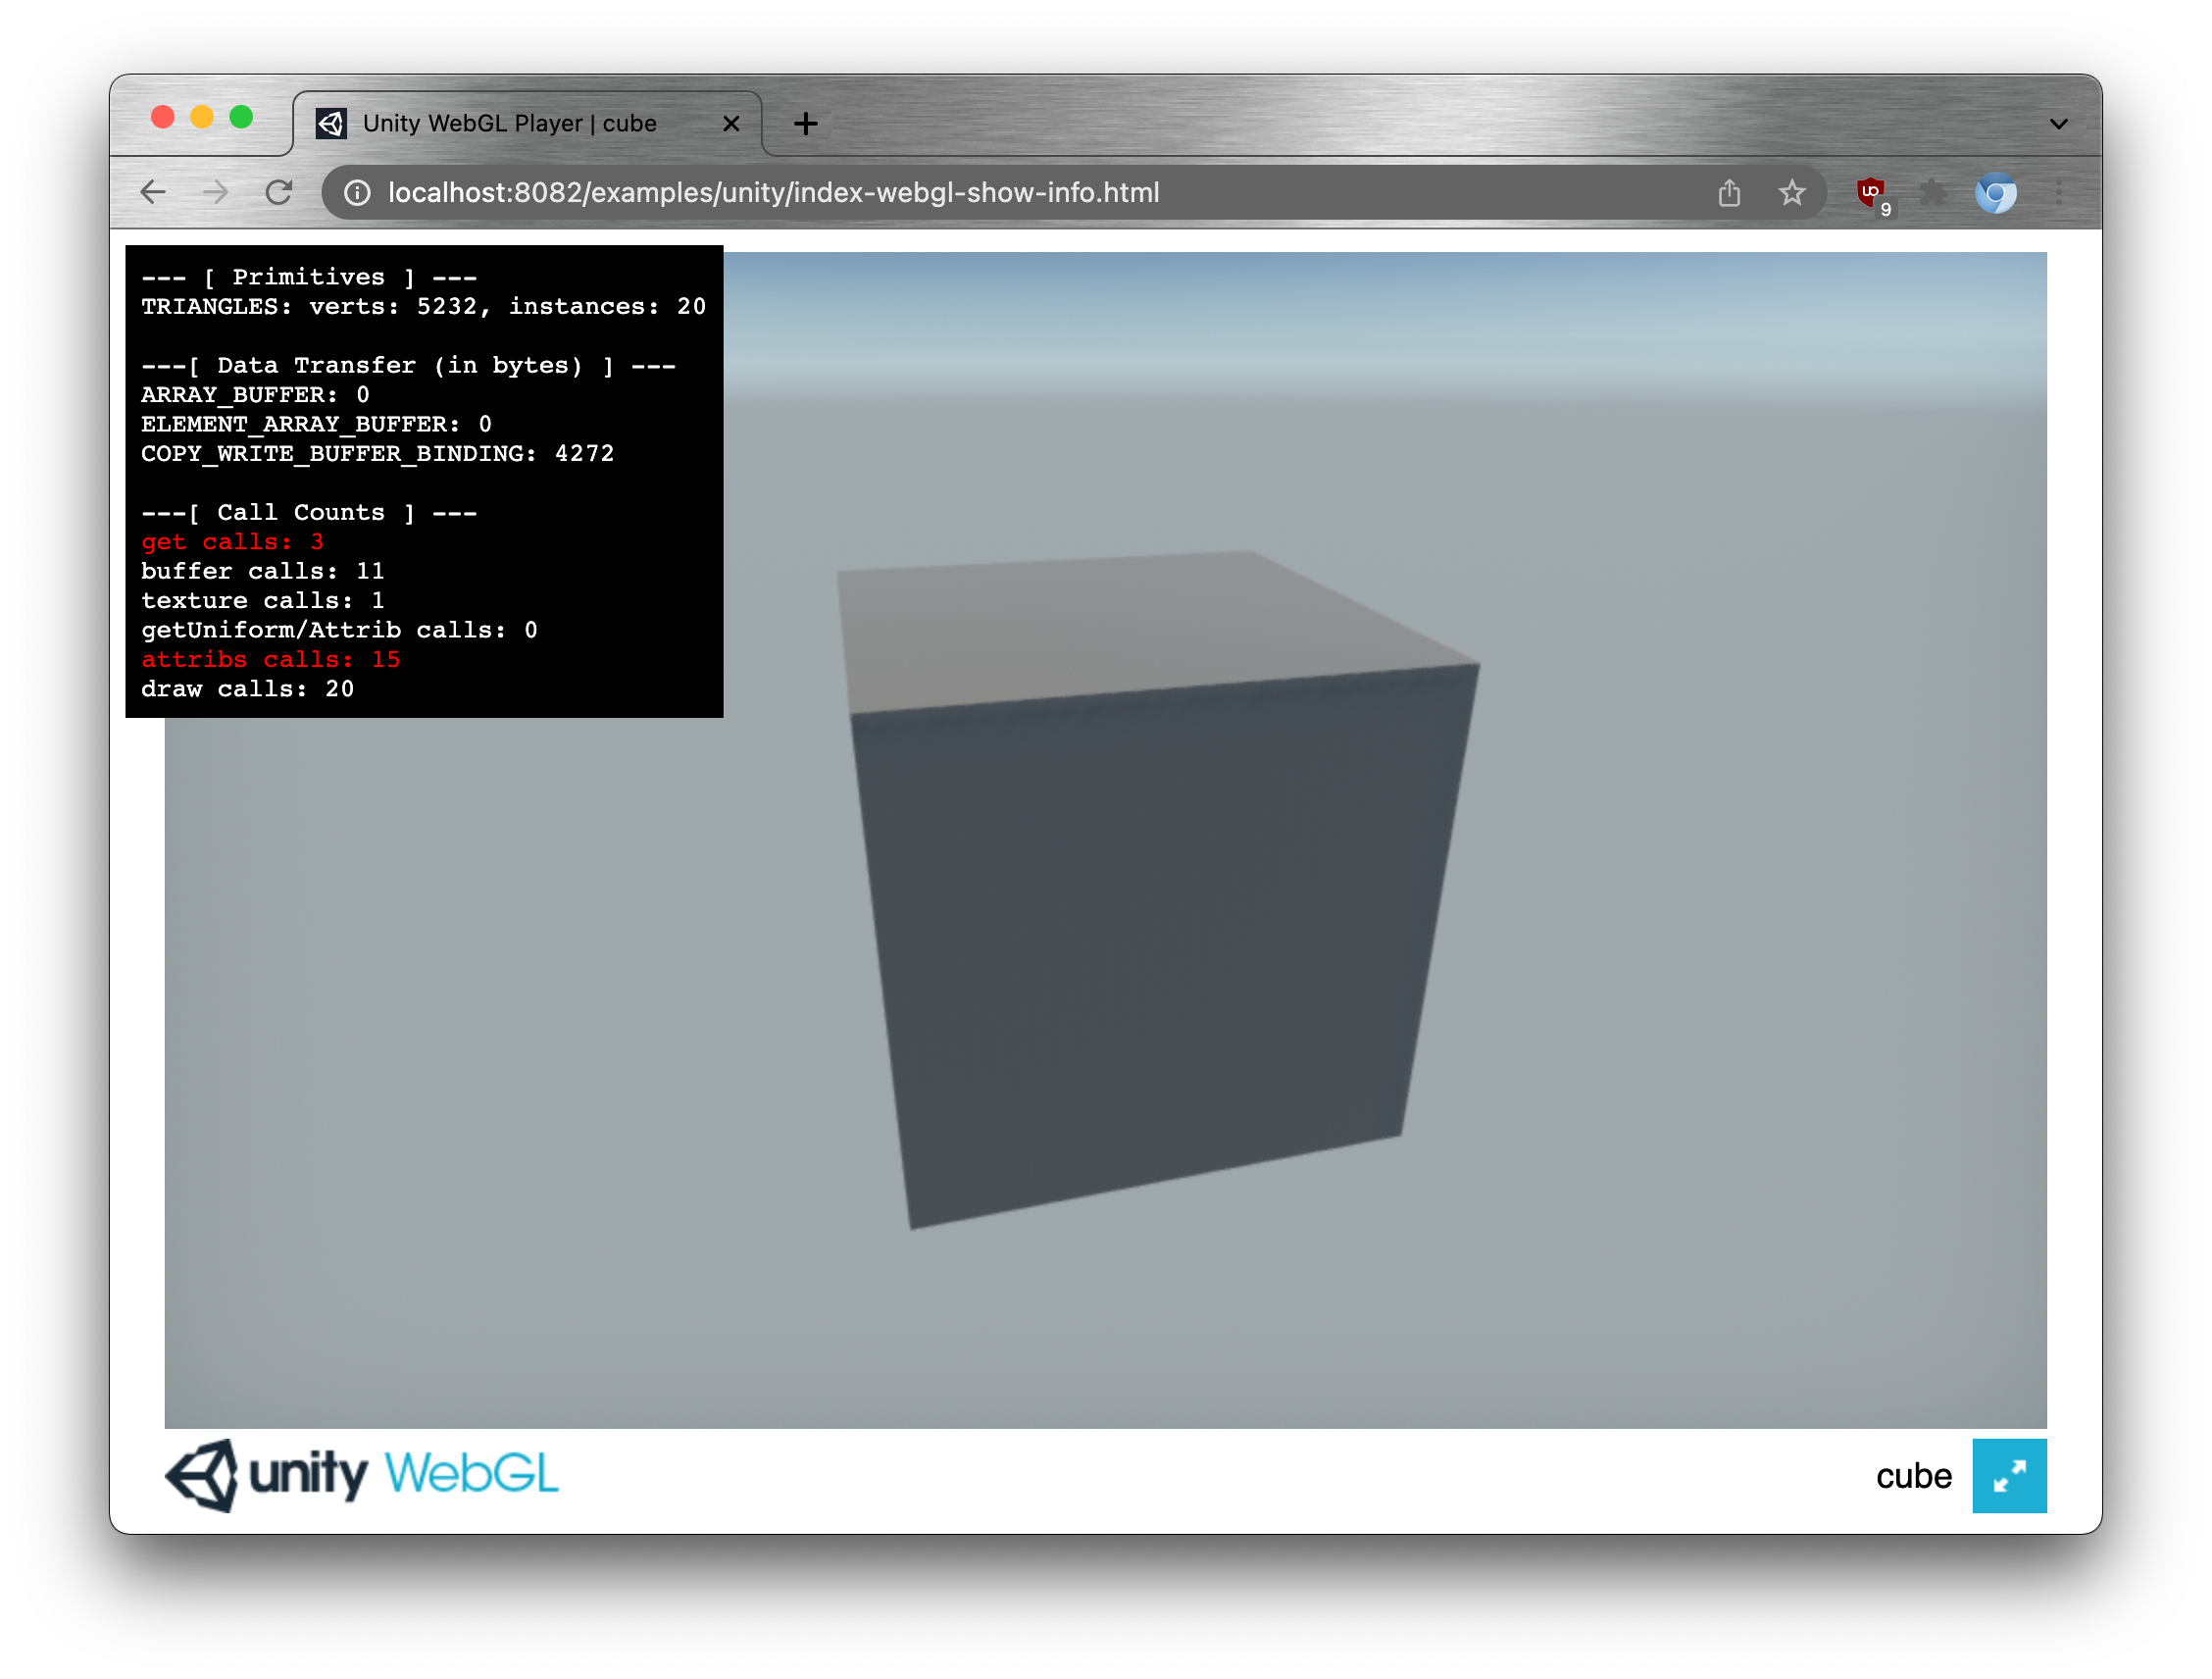 Unity WebGL Player | cube
localhost:8082/examples/unity/index-webgl-show-info.html
9
--- [ Primitives ] ---
TRIANGLES: verts: 5232, instances: 20
---[ Data Transfer (in bytes) ] ---
ARRAY_BUFFER: 0
ELEMENT_ARRAY_BUFFER: 0
COPY_WRITE_BUFFER_BINDING: 4272
---[ Call Counts ] ---
get calls: 3
buffer calls: 11
texture calls: 1
getUniform/Attrib calls: 0
attribs calls: 15
draw calls: 20
unity WebGL
cube